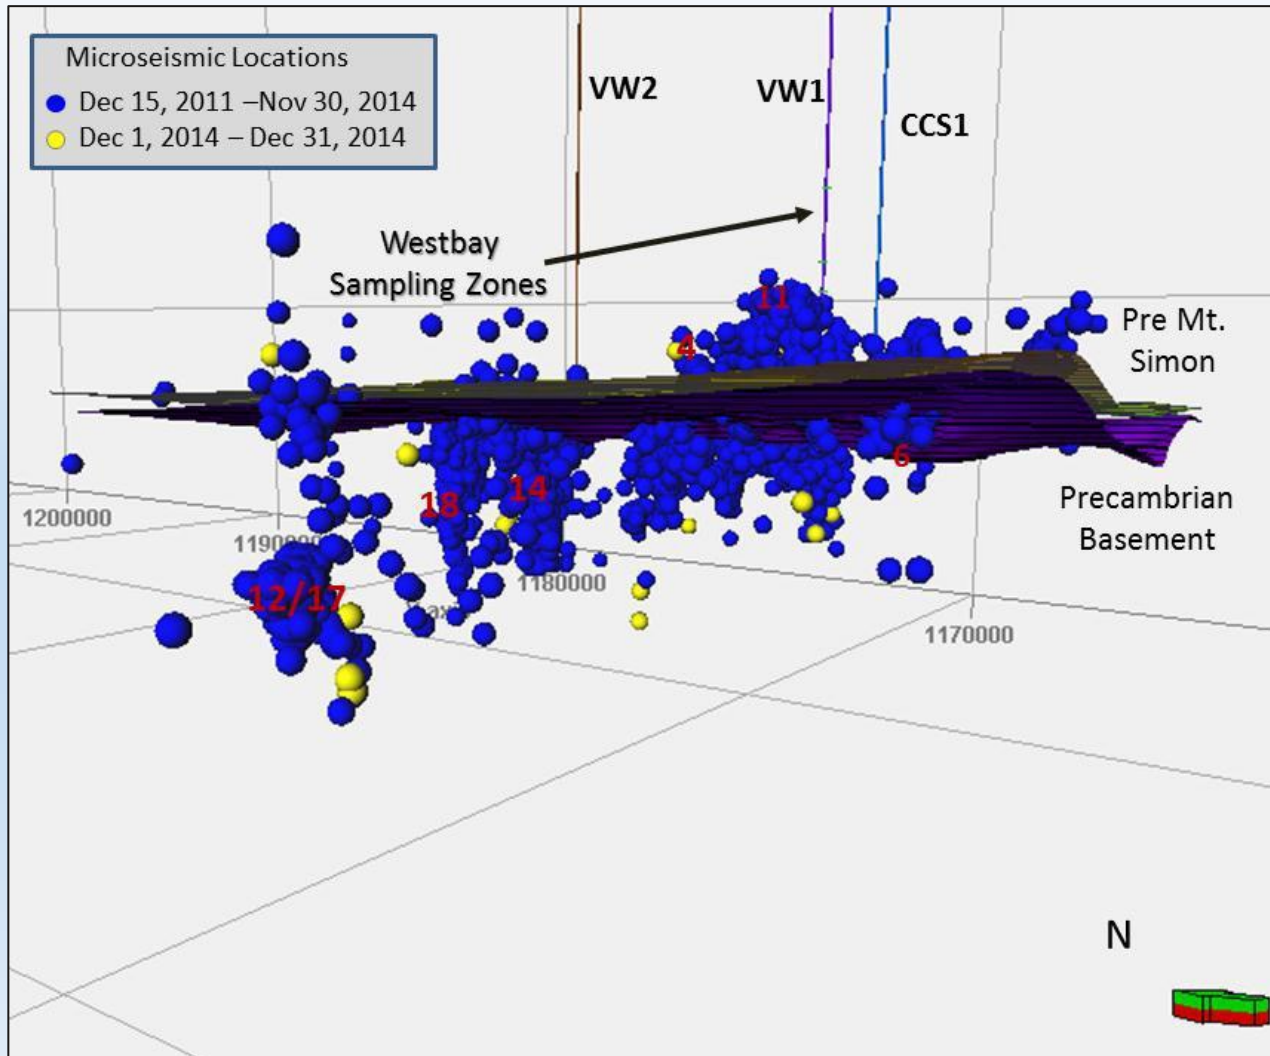 Microseismic Locations
Dec 15, 2011 –Nov 30, 2014
Dec 1, 2014 – Dec 31, 2014
VW2
VW1
CCS1
Westbay
Sampling Zones
11
4
Pre Mt.
Simon
6
18
14
Precambrian
Basement
1200000
1190000
12/17
1180000
1170000
N